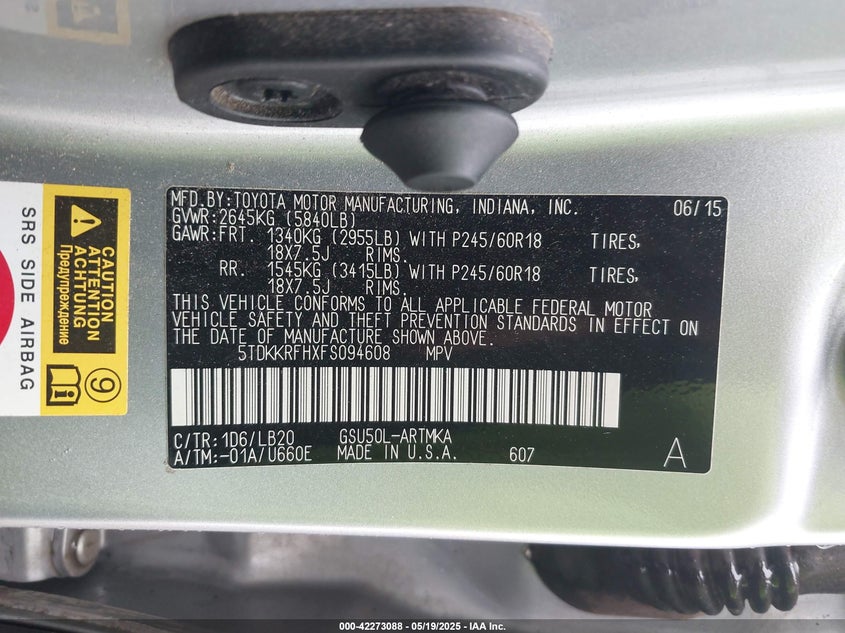 MFD.BY:TOYOTA MOTOR MANUFACTURING, INDIANA, INC. 06/15
GVWR:2645KG (5840LB)
GAWR:FRT. 1340KG (2955LB) WITH P245/60R18 TIRES,
18X7.5J RIMS.
RR. 1545KG (3415LB) WITH P245/60R18 TIRES,
18X7.5J RIMS.
THIS VEHICLE CONFORMS TO ALL APPLICABLE FEDERAL MOTOR
VEHICLE SAFETY AND THEFT PREVENTION STANDARDS IN EFFECT ON
THE DATE OF MANUFACTURE SHOWN ABOVE.
5TDKKRFHXFS094608 MPV
C/TR:1D6/LB20 GSU50L-ARTMKA
A/TM:-01A/U660E MADE IN U.S.A. 607 A
CAUTION
ATTENTION
ACHTUNG
Предупреждение
9
SRS SIDE AIRBAG
000-42273088 - 05/19/2025 - IAA Inc.